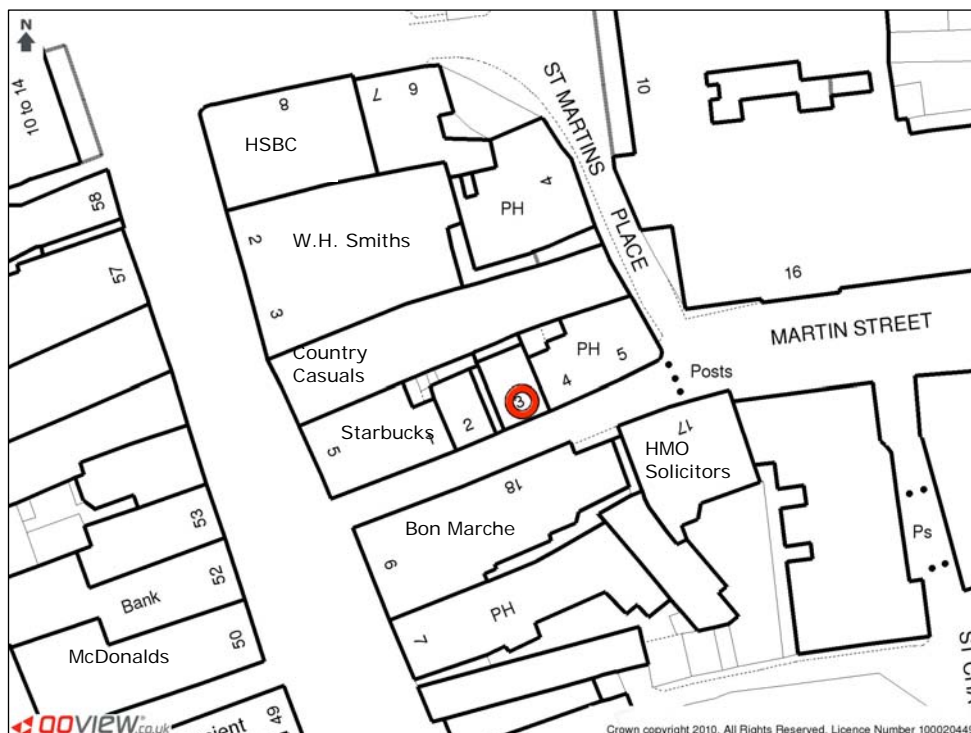 N
10 to 14
58
57
53
52
Bank
50
McDonalds
49
8
7
6
HSBC
2
W.H. Smiths
3
4
PH
ST MARTINS
PLACE
10
16
MARTIN STREET
Country
Casuals
PH
5
4
3
2
1
Starbucks
5
Posts
17
HMO
Solicitors
18
Bon Marche
6
PH
7
Ps
goview.co.uk
Crown copyright 2010. All Rights Reserved. Licence Number 100020449